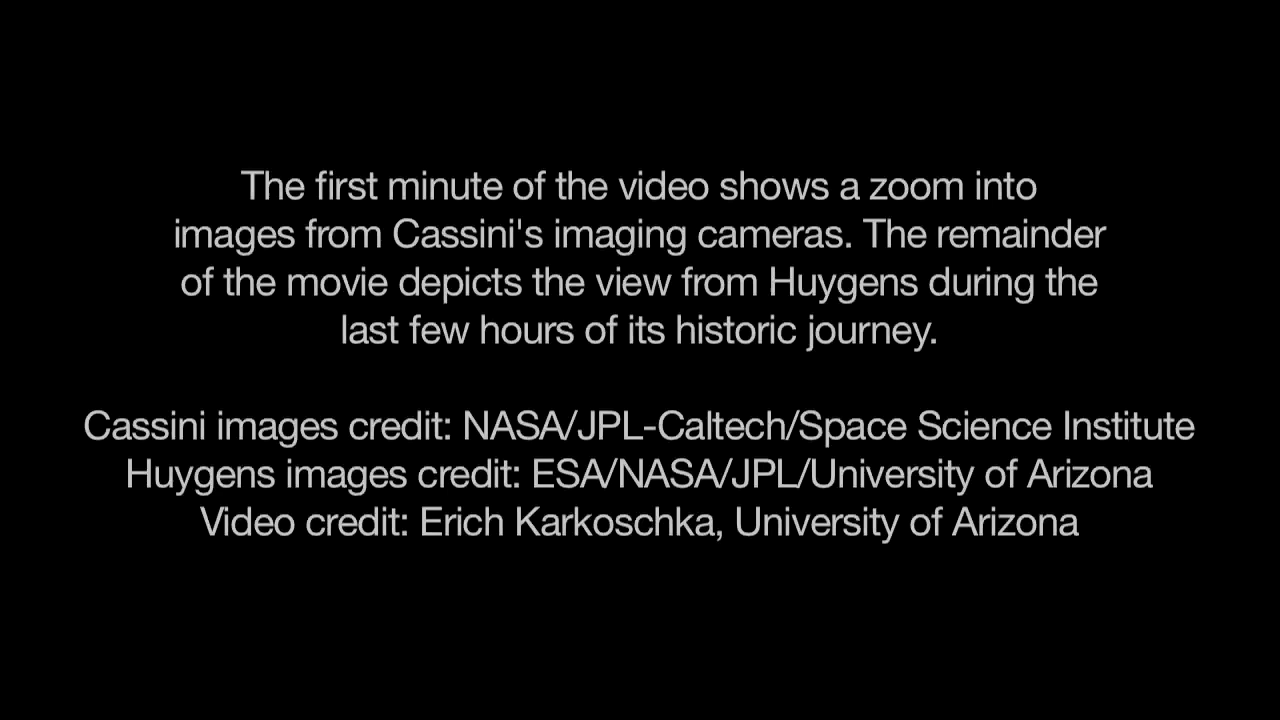 The first minute of the video shows a zoom into
images from Cassini's imaging cameras. The remainder
of the movie depicts the view from Huygens during the
last few hours of its historic journey.
Cassini images credit: NASA/JPL-Caltech/Space Science Institute
Huygens images credit: ESA/NASA/JPL/University of Arizona
Video credit: Erich Karkoschka, University of Arizona